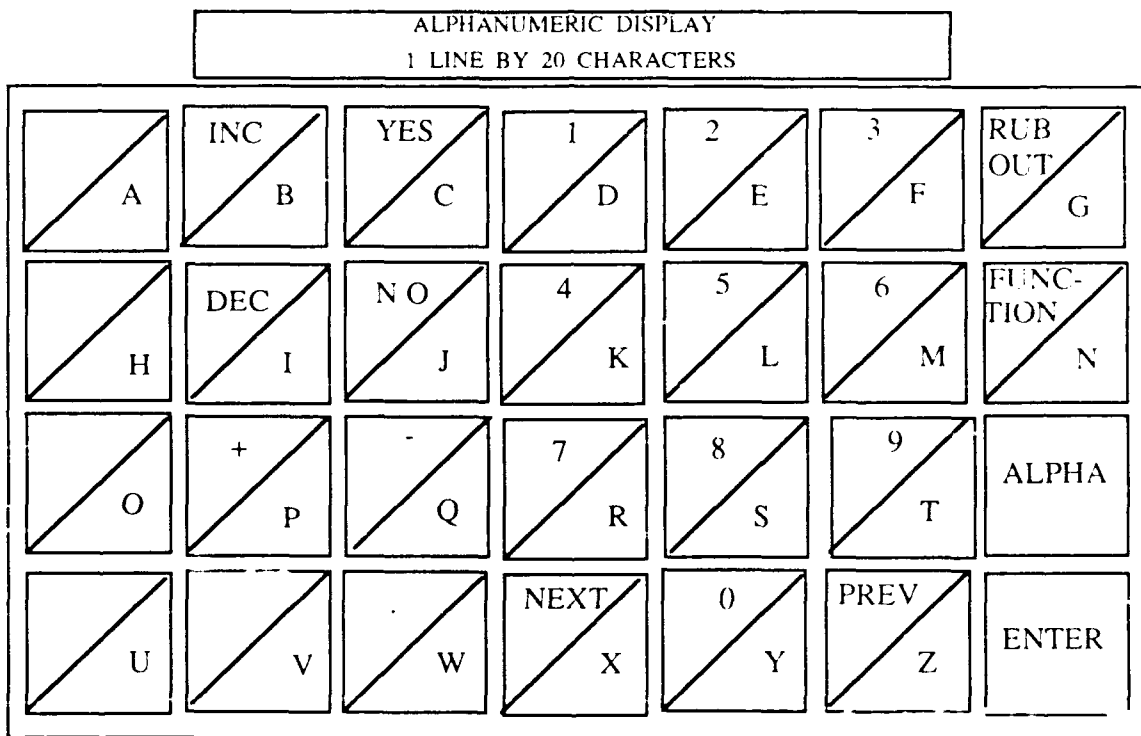 ALPHANUMERIC DISPLAY
1 LINE BY 20 CHARACTERS
INC YES 1 2 3 RUB
OUT
A B C D E F G
DEC NO 4 5 6 FUNC-
TION
H I J K L M N
+ - 7 8 9 ALPHA
O P Q R S T
. NEXT 0 PREV ENTER
U V W X Y Z